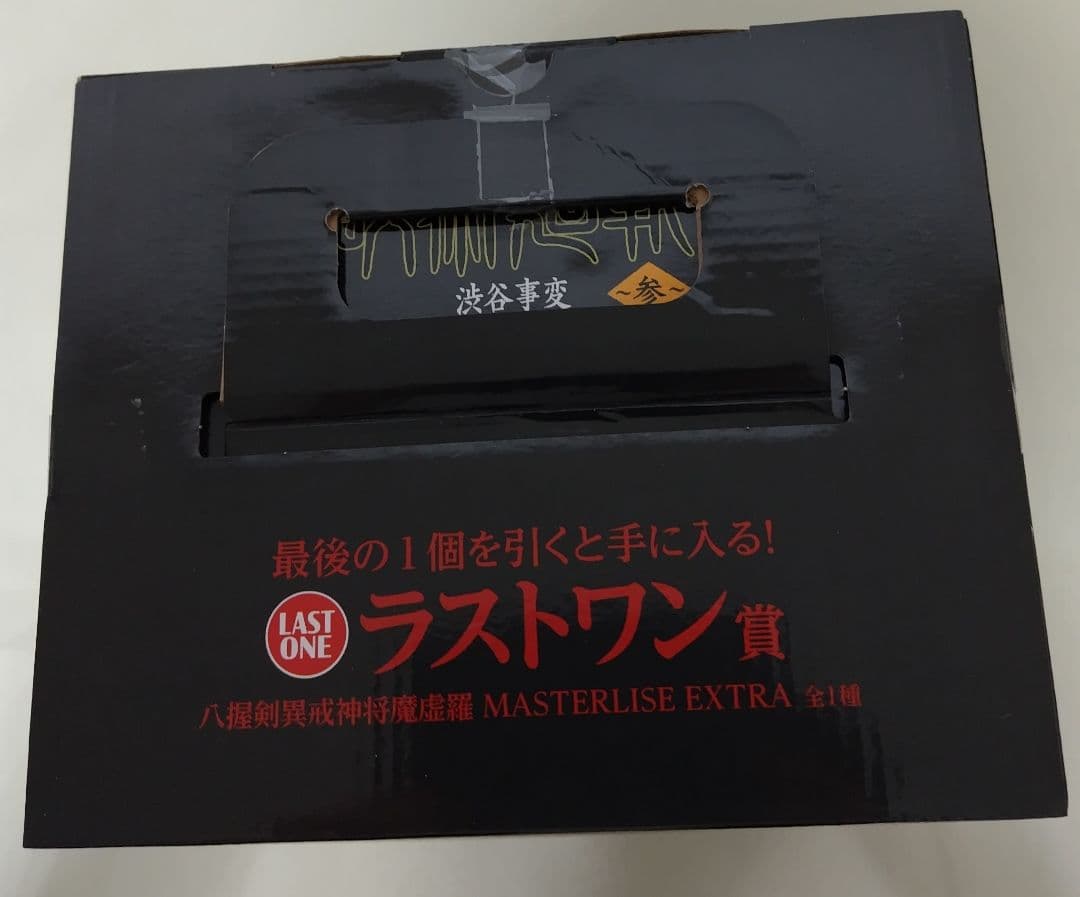 渋谷事変
~参~
最後の1個を引くと手に入る!
LAST ONE ラストワン賞
八握剣異戒神将魔虚羅 MASTERLISE EXTRA 全1種